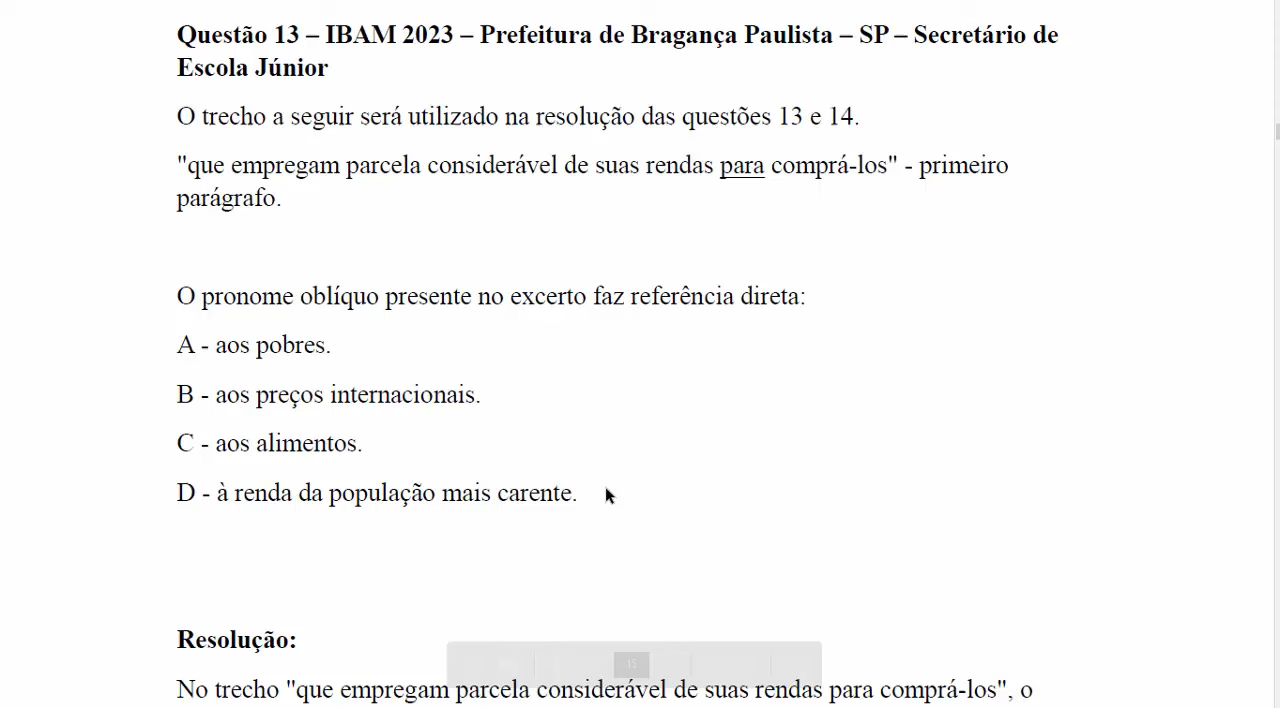 Questão 13 – IBAM 2023 – Prefeitura de Bragança Paulista – SP – Secretário de
Escola Júnior
O trecho a seguir será utilizado na resolução das questões 13 e 14.
"que empregam parcela considerável de suas rendas para comprá-los" - primeiro
parágrafo.
O pronome oblíquo presente no excerto faz referência direta:
A - aos pobres.
B - aos preços internacionais.
C - aos alimentos.
D - à renda da população mais carente.
Resolução:
15
No trecho "que empregam parcela considerável de suas rendas para comprá-los", o